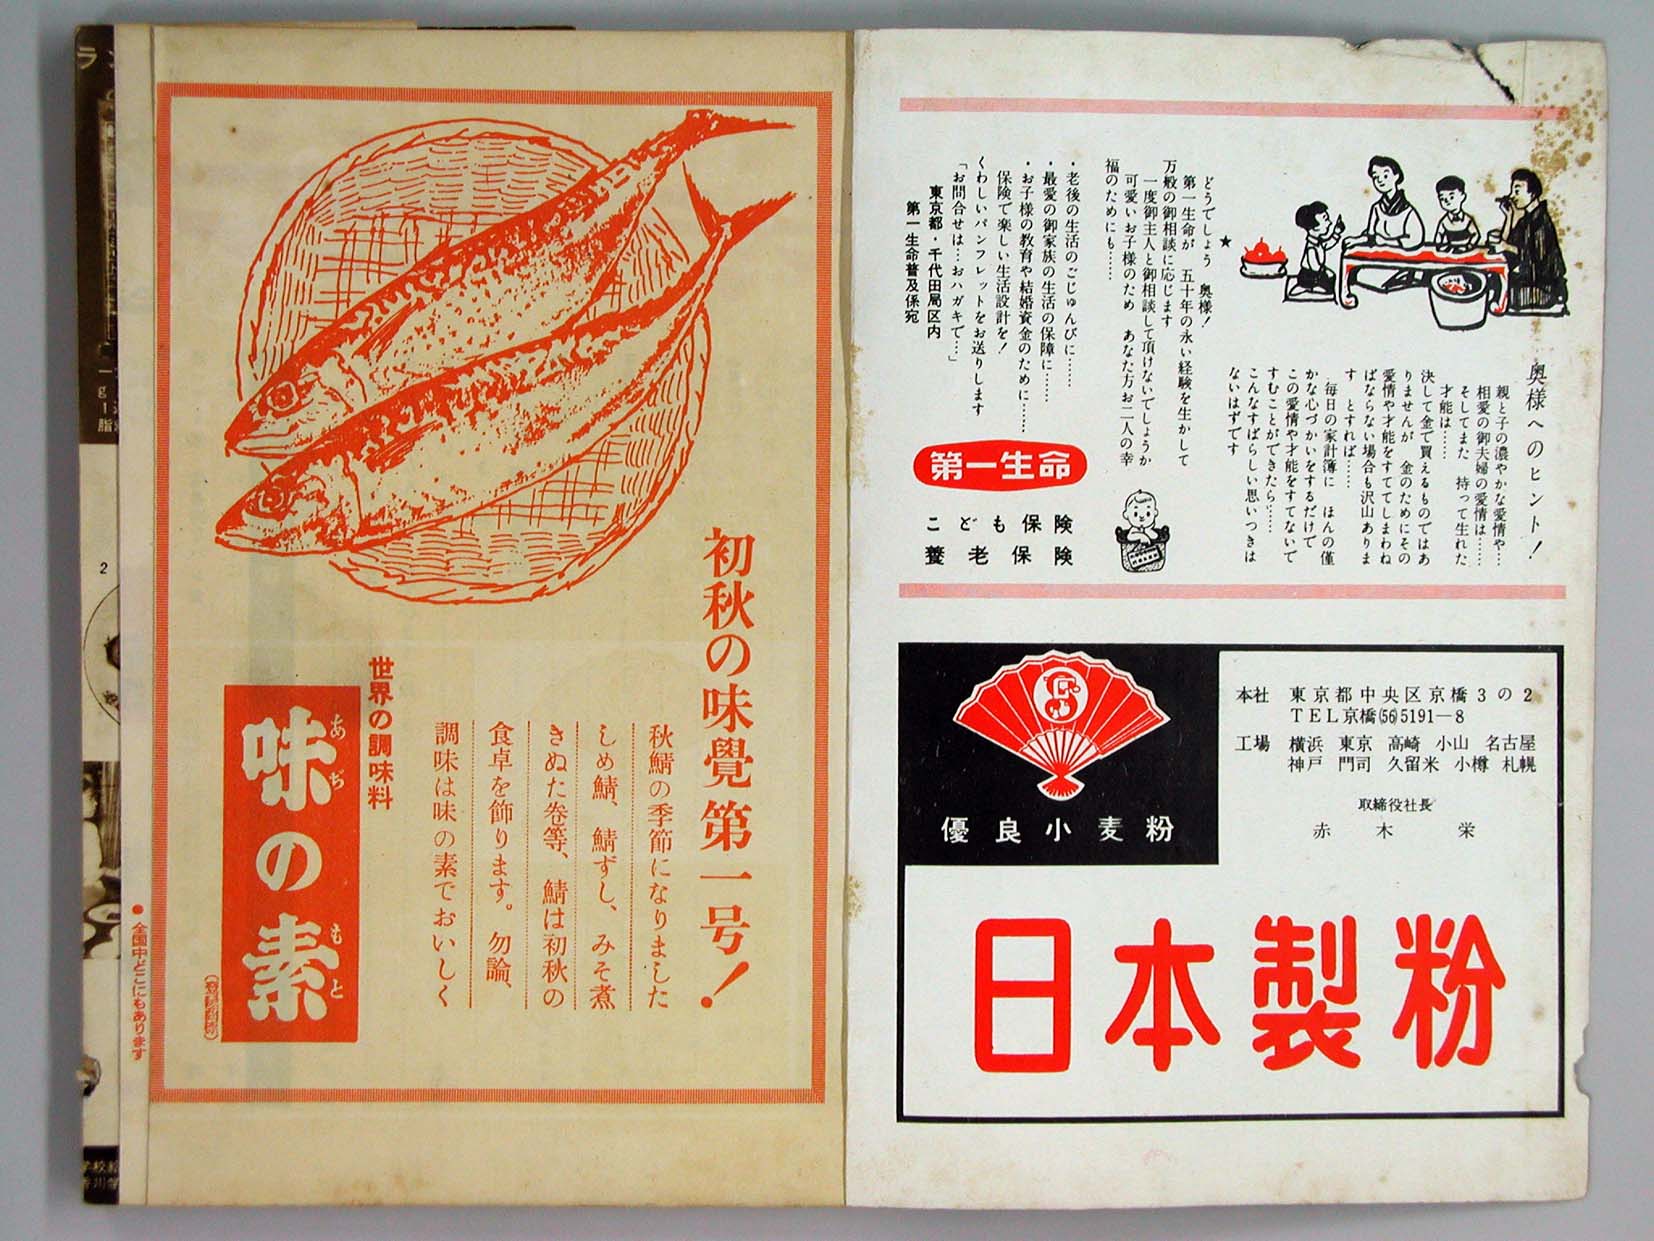 奥様へのヒント！
親と子の濃やかな愛情や…
相愛の御夫婦の愛情は……
そしてまた　持って生れた
才能は……
決して金で買えるものではあ
りませんが　金のためにその
愛情や才能をすててしまわね
ばならない場合も沢山ありま
す　とすれば……
毎日の家計簿に　ほんの僅
かな心づかいをするだけで
この愛情や才能をすてないで
すむことができたら……
こんなすばらしい思いつきは
ないはずです
★
どうでしょう　奥様！
第一生命が　五十年の永い経験を生かして
万般の御相談に応じます
一度御主人と御相談して頂けないでしょうか
可愛いお子様のため　あなた方お二人の幸
福のためにも……
・老後の生活のごじゅんびに……
・最愛の御家族の生活の保障に……
・お子様の教育や結婚資金のために……
保険で楽しい生活設計を！
くわしいパンフレットをお送りします
「お問合せは…おハガキで…」
東京都・千代田局区内
第一生命普及係宛
第一生命
こども保険
養老保険
本社　東京都中央区京橋3の2
TEL京橋(56)5191―8
工場　横浜　東京　高崎　小山　名古屋
神戸　門司　久留米　小樽　札幌
取締役社長
赤木　栄
優良小麦粉
日本製粉
初秋の味覺第一号！
秋鯖の季節になりました
しめ鯖、鯖ずし、みそ煮
きぬた巻等、鯖は初秋の
食卓を飾ります。勿論、
調味は味の素でおいしく
世界の調味料
味の素
あぢ　もと
(登録商標)
●全国中どこにもあります
2